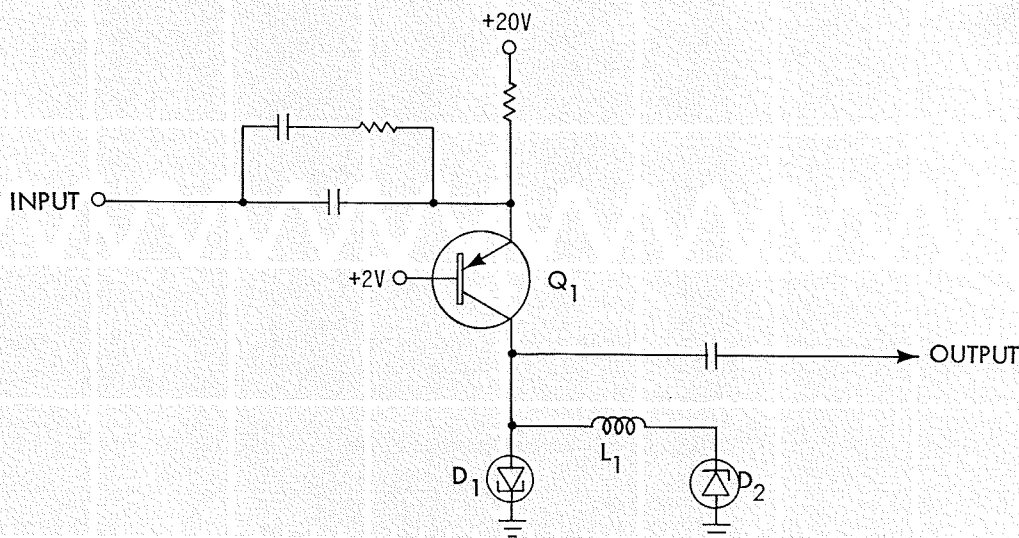 +20V
INPUT
+2V
Q1
OUTPUT
L1
D1
D2